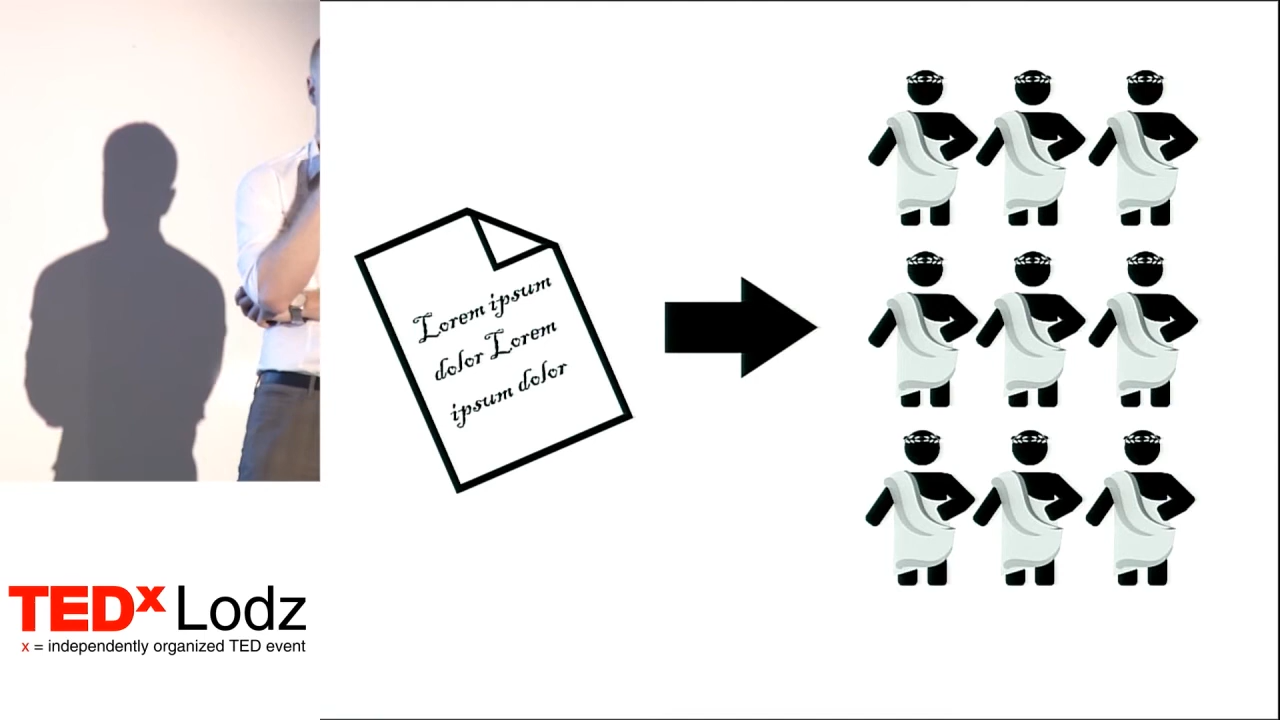 Lorem ipsum
dolor Lorem
ipsum dolor
TEDx Lodz
x = independently organized TED event